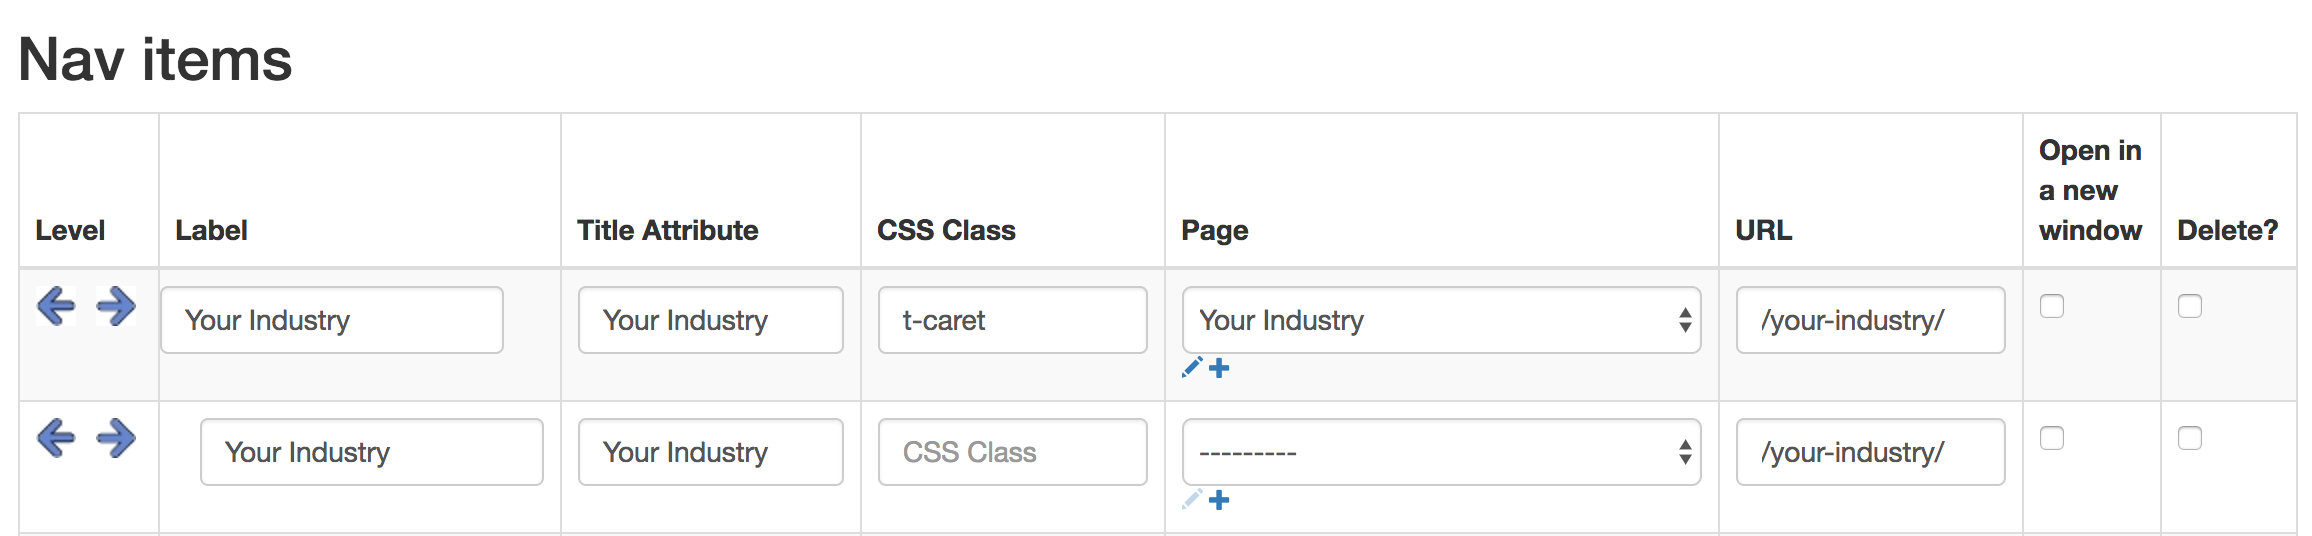 Nav items
Level Label Title Attribute CSS Class Page URL Open in a new window Delete?
Your Industry Your Industry t-caret Your Industry /your-industry/
Your Industry Your Industry CSS Class --------- /your-industry/